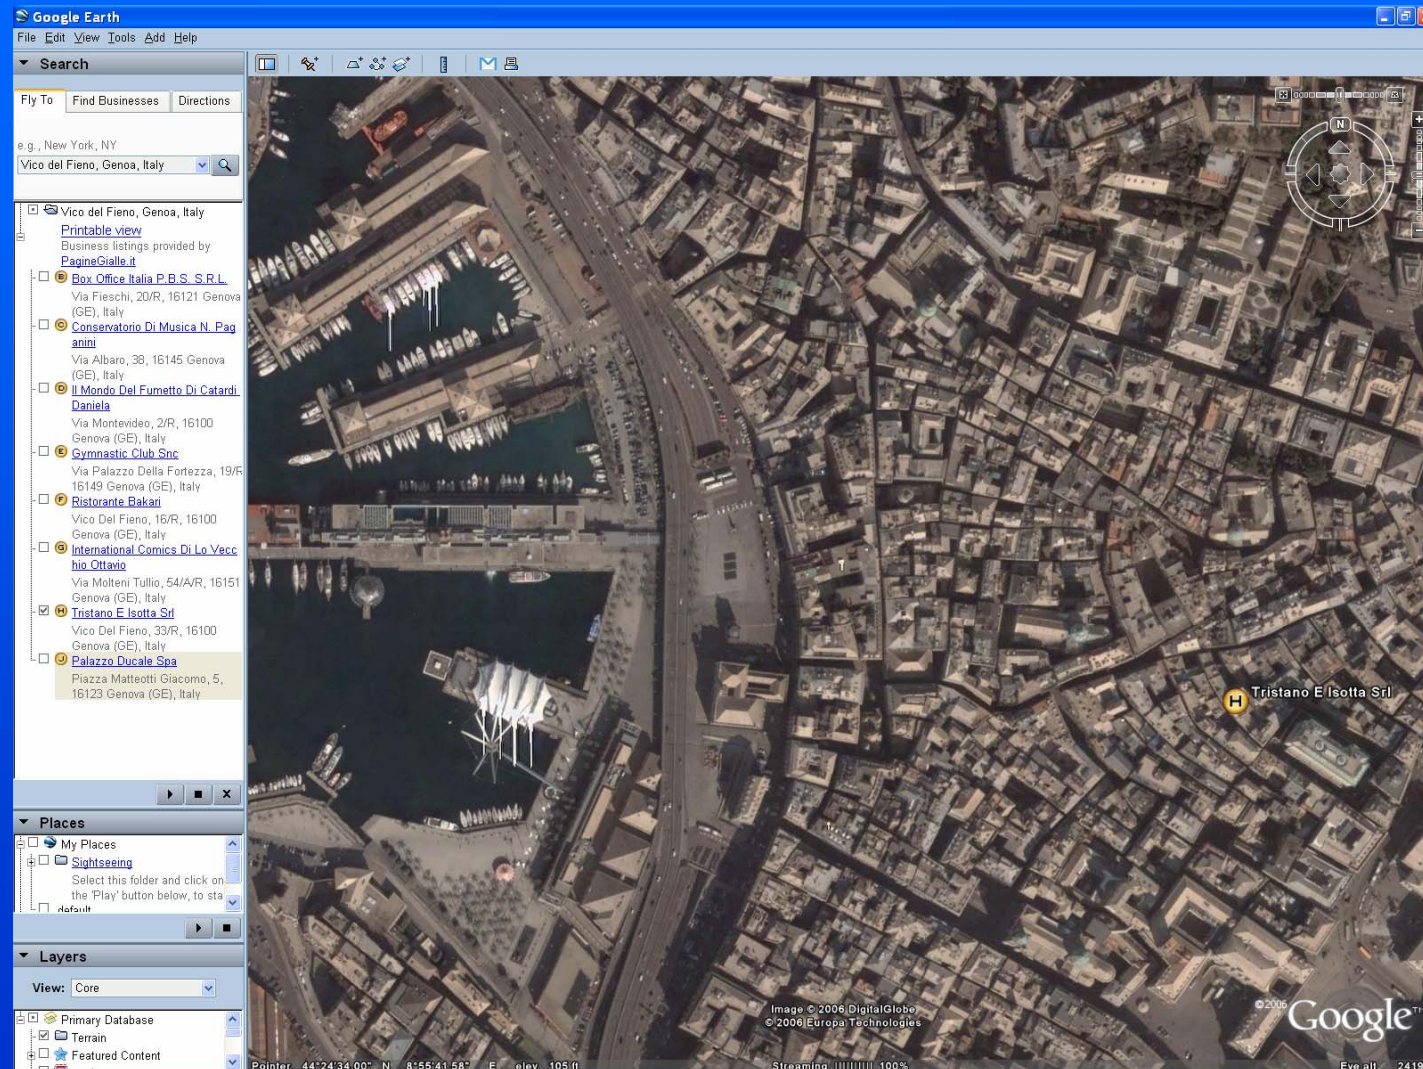 Google Earth
File Edit View Tools Add Help
Search
Fly To Find Businesses Directions
e.g., New York, NY
Vico del Fieno, Genoa, Italy
Vico del Fieno, Genoa, Italy
Printable view
Business listings provided by
PagineGialle.it
B Box Office Italia P.B.S. S.R.L.
Via Fieschi, 20/R, 16121 Genova
(GE), Italy
C Conservatorio Di Musica N. Pag
anini
Via Albaro, 38, 16145 Genova
(GE), Italy
D Il Mondo Del Fumetto Di Catardi
Daniela
Via Montevideo, 2/R, 16100
Genova (GE), Italy
E Gymnastic Club Snc
Via Palazzo Della Fortezza, 19/R
16149 Genova (GE), Italy
F Ristorante Bakari
Vico Del Fieno, 16/R, 16100
Genova (GE), Italy
G International Comics Di Lo Vecc
hio Ottavio
Via Molteni Tullio, 54/A/R, 16151
Genova (GE), Italy
H Tristano E Isotta Srl
Vico Del Fieno, 33/R, 16100
Genova (GE), Italy
J Palazzo Ducale Spa
Piazza Matteotti Giacomo, 5,
16123 Genova (GE), Italy
Places
My Places
Sightseeing
Select this folder and click on
the 'Play' button below, to sta
default
Layers
View: Core
Primary Database
Terrain
Featured Content
N
H Tristano E Isotta Srl
Image © 2006 DigitalGlobe
© 2006 Europa Technologies
©2006 Google™
Pointer 44°24'34.00" N 8°55'41.58" E elev 105 ft Streaming 100% Eye alt 2418